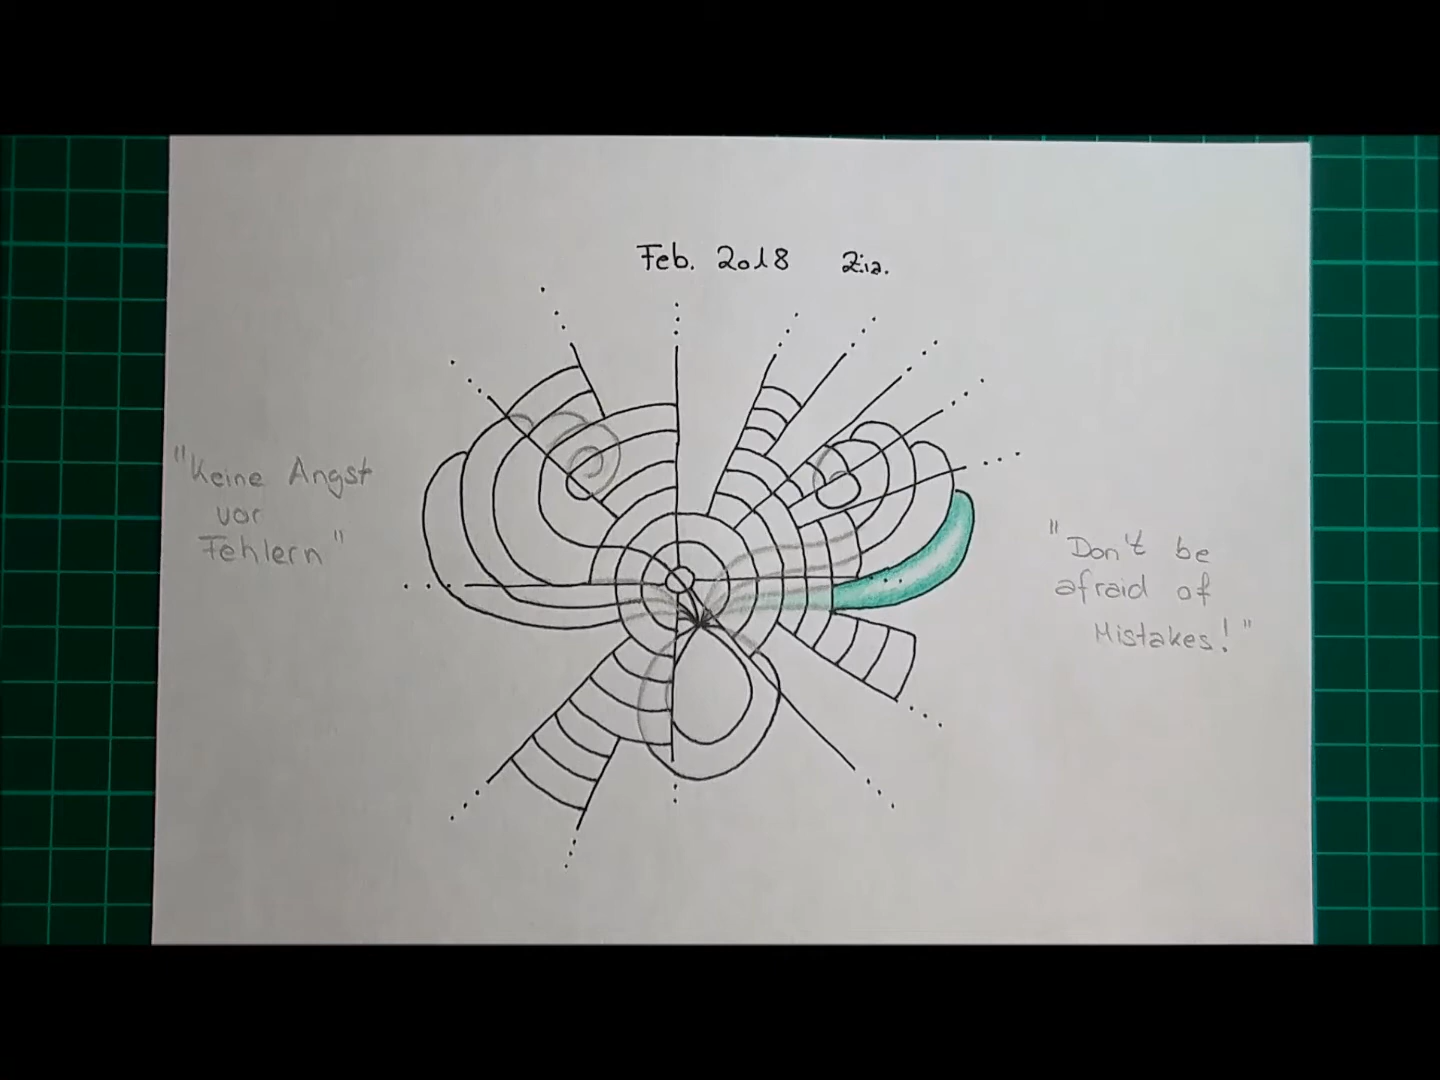 Feb. 2018 Zia.
"Keine Angst
vor
Fehlern"
"Don't be
afraid of
Mistakes!"